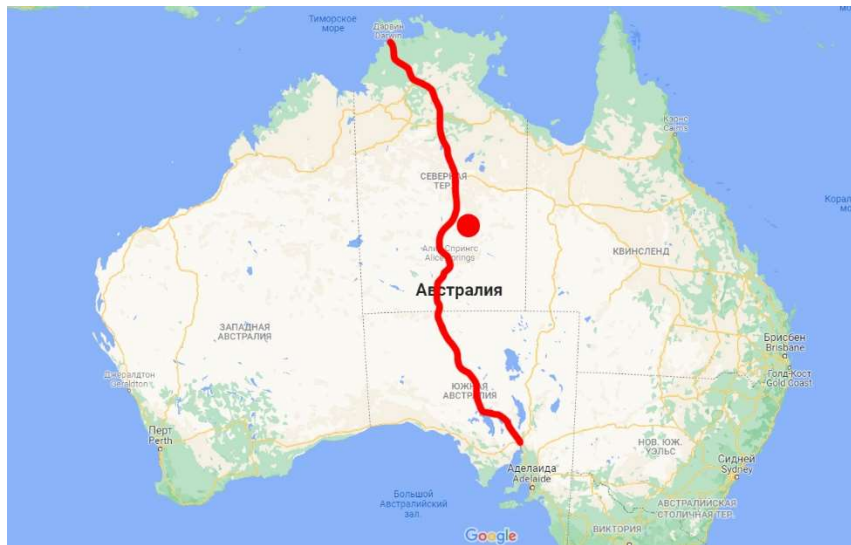 Тиморское
море
Дарвин
Darwin
Кэрнс
Cairns
Корал
мо
СЕВЕРНАЯ
ТЕР.
Алис-Спрингс
Alice Springs
КВИНСЛЕНД
Австралия
ЗАПАДНАЯ
АВСТРАЛИЯ
Брисбен
Brisbane
Джералдтон
Geraldton
ЮЖНАЯ
АВСТРАЛИЯ
Голд-Кост
Gold Coast
Перт
Perth
НОВ. ЮЖ.
УЭЛЬС
Сидней
Sydney
Аделаида
Adelaide
Большой
Австралийский
зал.
АВСТРАЛИЙСКАЯ
СТОЛИЧНАЯ ТЕР.
ВИКТОРИЯ
Google